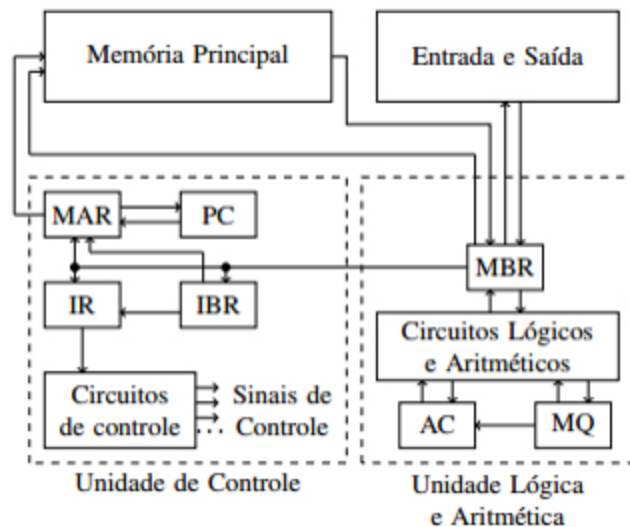 Memória Principal
Entrada e Saída
MAR
PC
MBR
IR
IBR
Circuitos Lógicos
e Aritméticos
Circuitos
de controle
Sinais de
... Controle
AC
MQ
Unidade de Controle
Unidade Lógica
e Aritmética